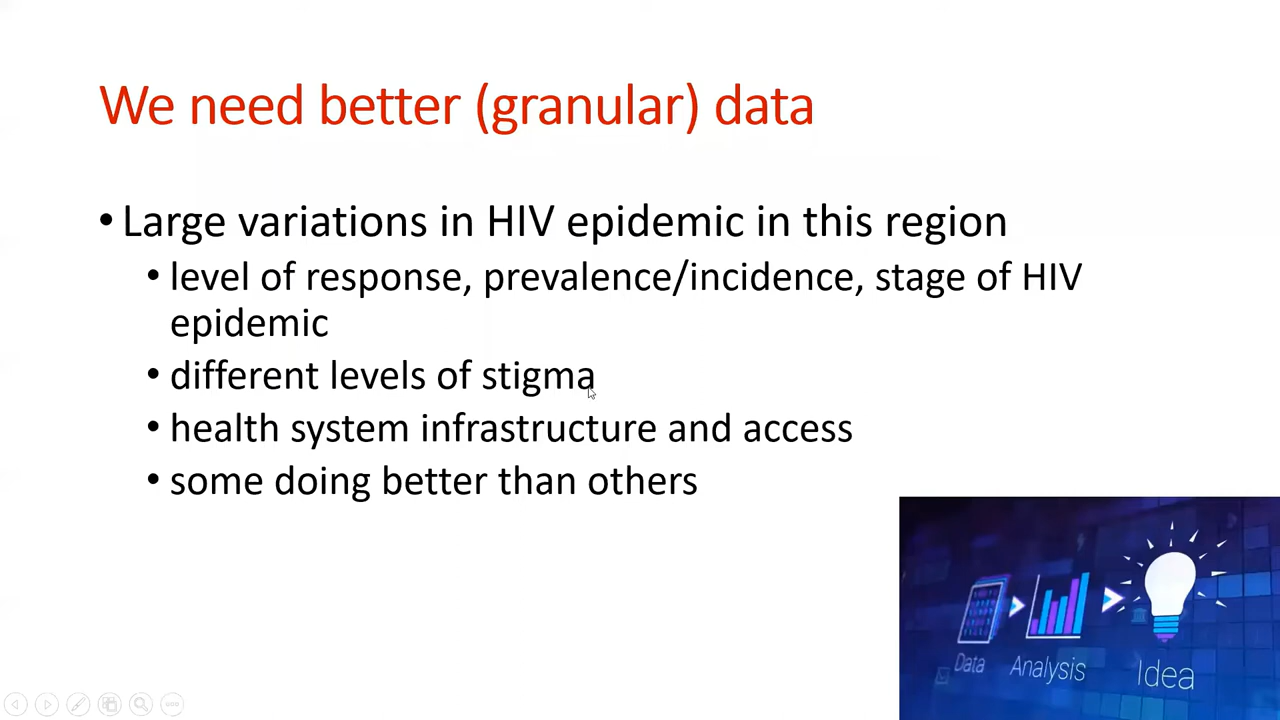 We need better (granular) data
• Large variations in HIV epidemic in this region
• level of response, prevalence/incidence, stage of HIV
epidemic
• different levels of stigma
• health system infrastructure and access
• some doing better than others
Data Analysis Idea